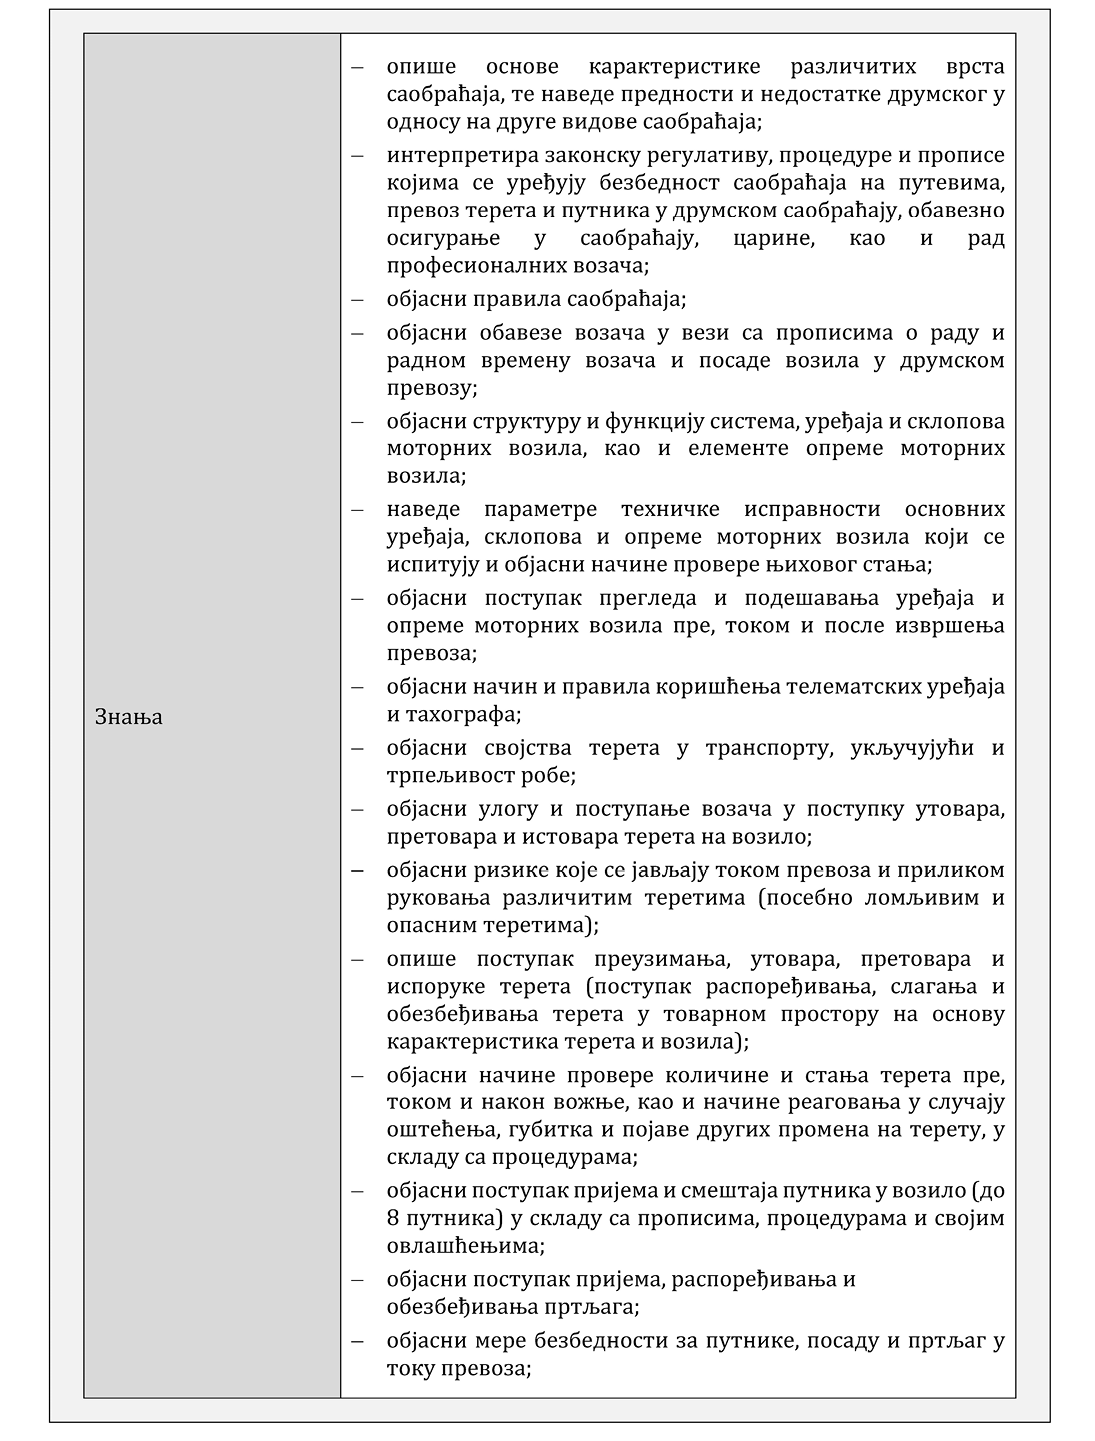 Знања
– опише основе карактеристике различитих врста
саобраћаја, те наведе предности и недостатке друмског у
односу на друге видове саобраћаја;
– интерпретира законску регулативу, процедуре и прописе
којима се уређују безбедност саобраћаја на путевима,
превоз терета и путника у друмском саобраћају, обавезно
осигурање у саобраћају, царине, као и рад
професионалних возача;
– објасни правила саобраћаја;
– објасни обавезе возача у вези са прописима о раду и
радном времену возача и посаде возила у друмском
превозу;
– објасни структуру и функцију система, уређаја и склопова
моторних возила, као и елементе опреме моторних
возила;
– наведе параметре техничке исправности основних
уређаја, склопова и опреме моторних возила који се
испитују и објасни начине провере њиховог стања;
– објасни поступак прегледа и подешавања уређаја и
опреме моторних возила пре, током и после извршења
превоза;
– објасни начин и правила коришћења телематских уређаја
и тахографа;
– објасни својства терета у транспорту, укључујући и
трпељивост робе;
– објасни улогу и поступање возача у поступку утовара,
претовара и истовара терета на возило;
– објасни ризике које се јављају током превоза и приликом
руковања различитим теретима (посебно ломљивим и
опасним теретима);
– опише поступак преузимања, утовара, претовара и
испоруке терета (поступак распоређивања, слагања и
обезбеђивања терета у товарном простору на основу
карактеристика терета и возила);
– објасни начине провере количине и стања терета пре,
током и након вожње, као и начине реаговања у случају
оштећења, губитка и појаве других промена на терету, у
складу са процедурама;
– објасни поступак пријема и смештаја путника у возило (до
8 путника) у складу са прописима, процедурама и својим
овлашћењима;
– објасни поступак пријема, распоређивања и
обезбеђивања пртљага;
– објасни мере безбедности за путнике, посаду и пртљаг у
току превоза;